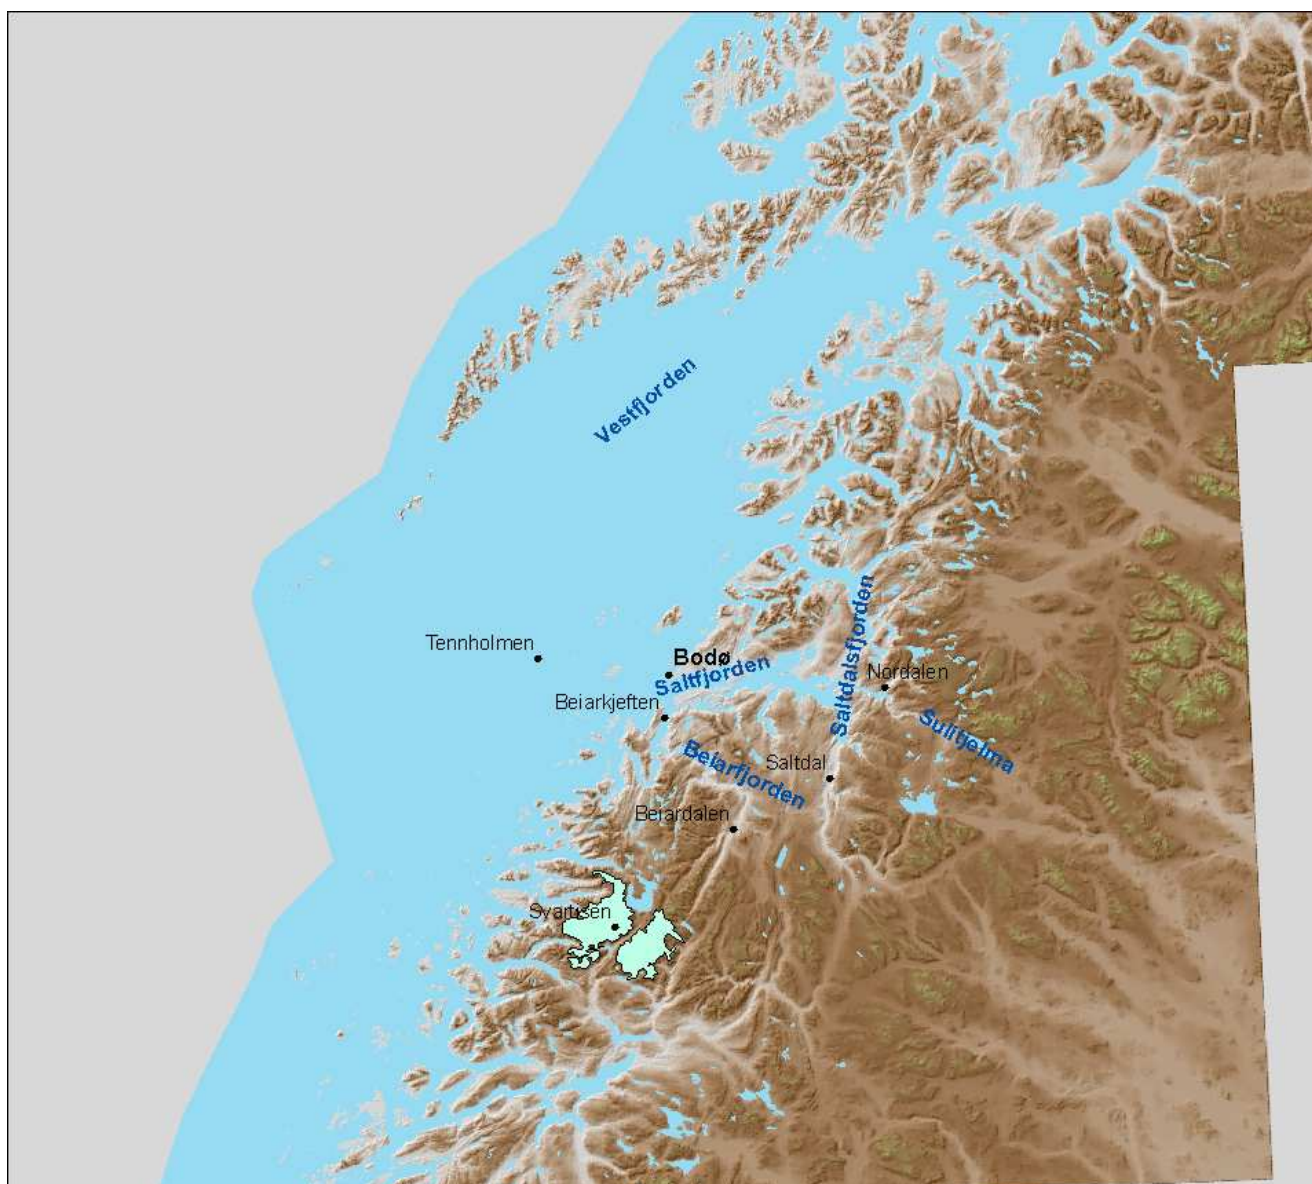 Vestfjorden
Tennholmen
Bodø
Saltfjorden
Saltdalsfjorden
Nordalen
Beiarkjeften
Sulitjelma
Beiarfjorden
Saltdal
Beiardalen
Svartisen